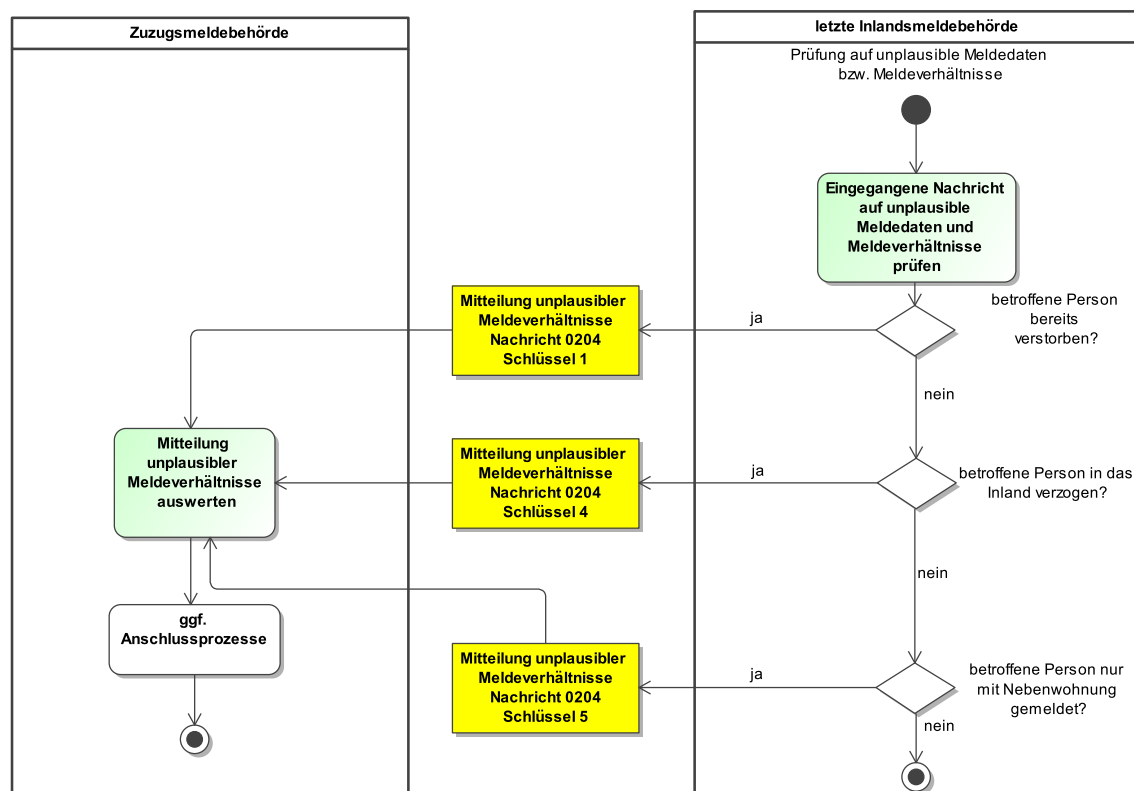 Zuzugsmeldebehörde
letzte Inlandsmeldebehörde
Prüfung auf unplausible Meldedaten
bzw. Meldeverhältnisse
Eingegangene Nachricht
auf unplausible
Meldedaten und
Meldeverhältnisse
prüfen
betroffene Person
bereits
verstorben?
ja
Mitteilung unplausibler
Meldeverhältnisse
Nachricht 0204
Schlüssel 1
nein
Mitteilung
unplausibler
Meldeverhältnisse
auswerten
Mitteilung unplausibler
Meldeverhältnisse
Nachricht 0204
Schlüssel 4
ja
betroffene Person in das
Inland verzogen?
nein
ggf.
Anschlussprozesse
Mitteilung unplausibler
Meldeverhältnisse
Nachricht 0204
Schlüssel 5
ja
betroffene Person nur
mit Nebenwohnung
gemeldet?
nein